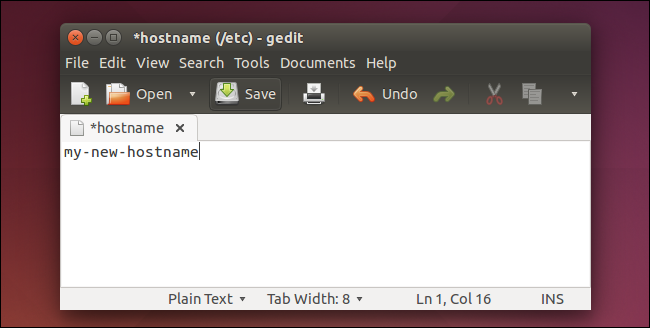 *hostname (/etc) - gedit
File Edit View Search Tools Documents Help
Open Save Undo
*hostname
my-new-hostname
Plain Text Tab Width: 8 Ln 1, Col 16 INS